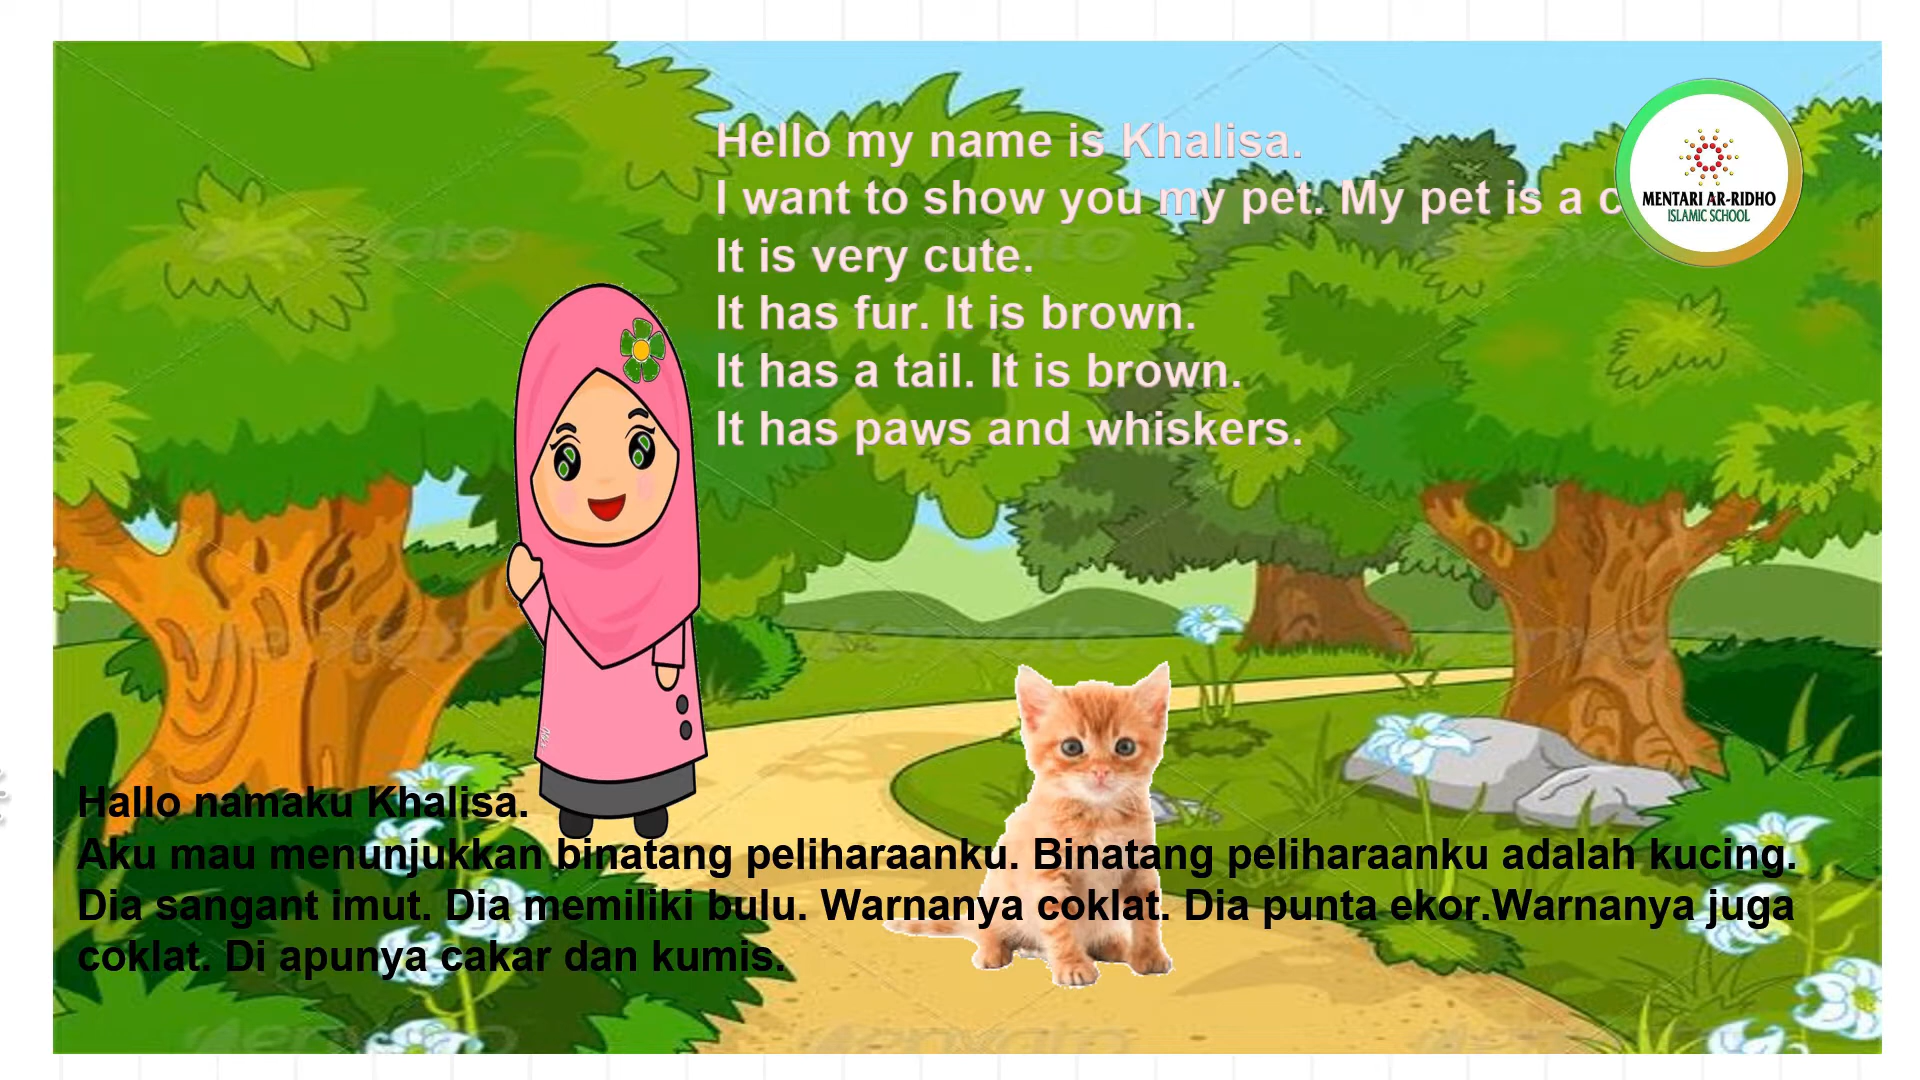 Hello my name is Khalisa.
I want to show you my pet. My pet is a
It is very cute.
It has fur. It is brown.
It has a tail. It is brown.
It has paws and whiskers.
MENTARI AR-RIDHO
ISLAMIC SCHOOL
Hallo namaku Khalisa.
Aku mau menunjukkan binatang peliharaanku. Binatang peliharaanku adalah kucing.
Dia sangant imut. Dia memiliki bulu. Warnanya coklat. Dia punta ekor.Warnanya juga
coklat. Di apunya cakar dan kumis.